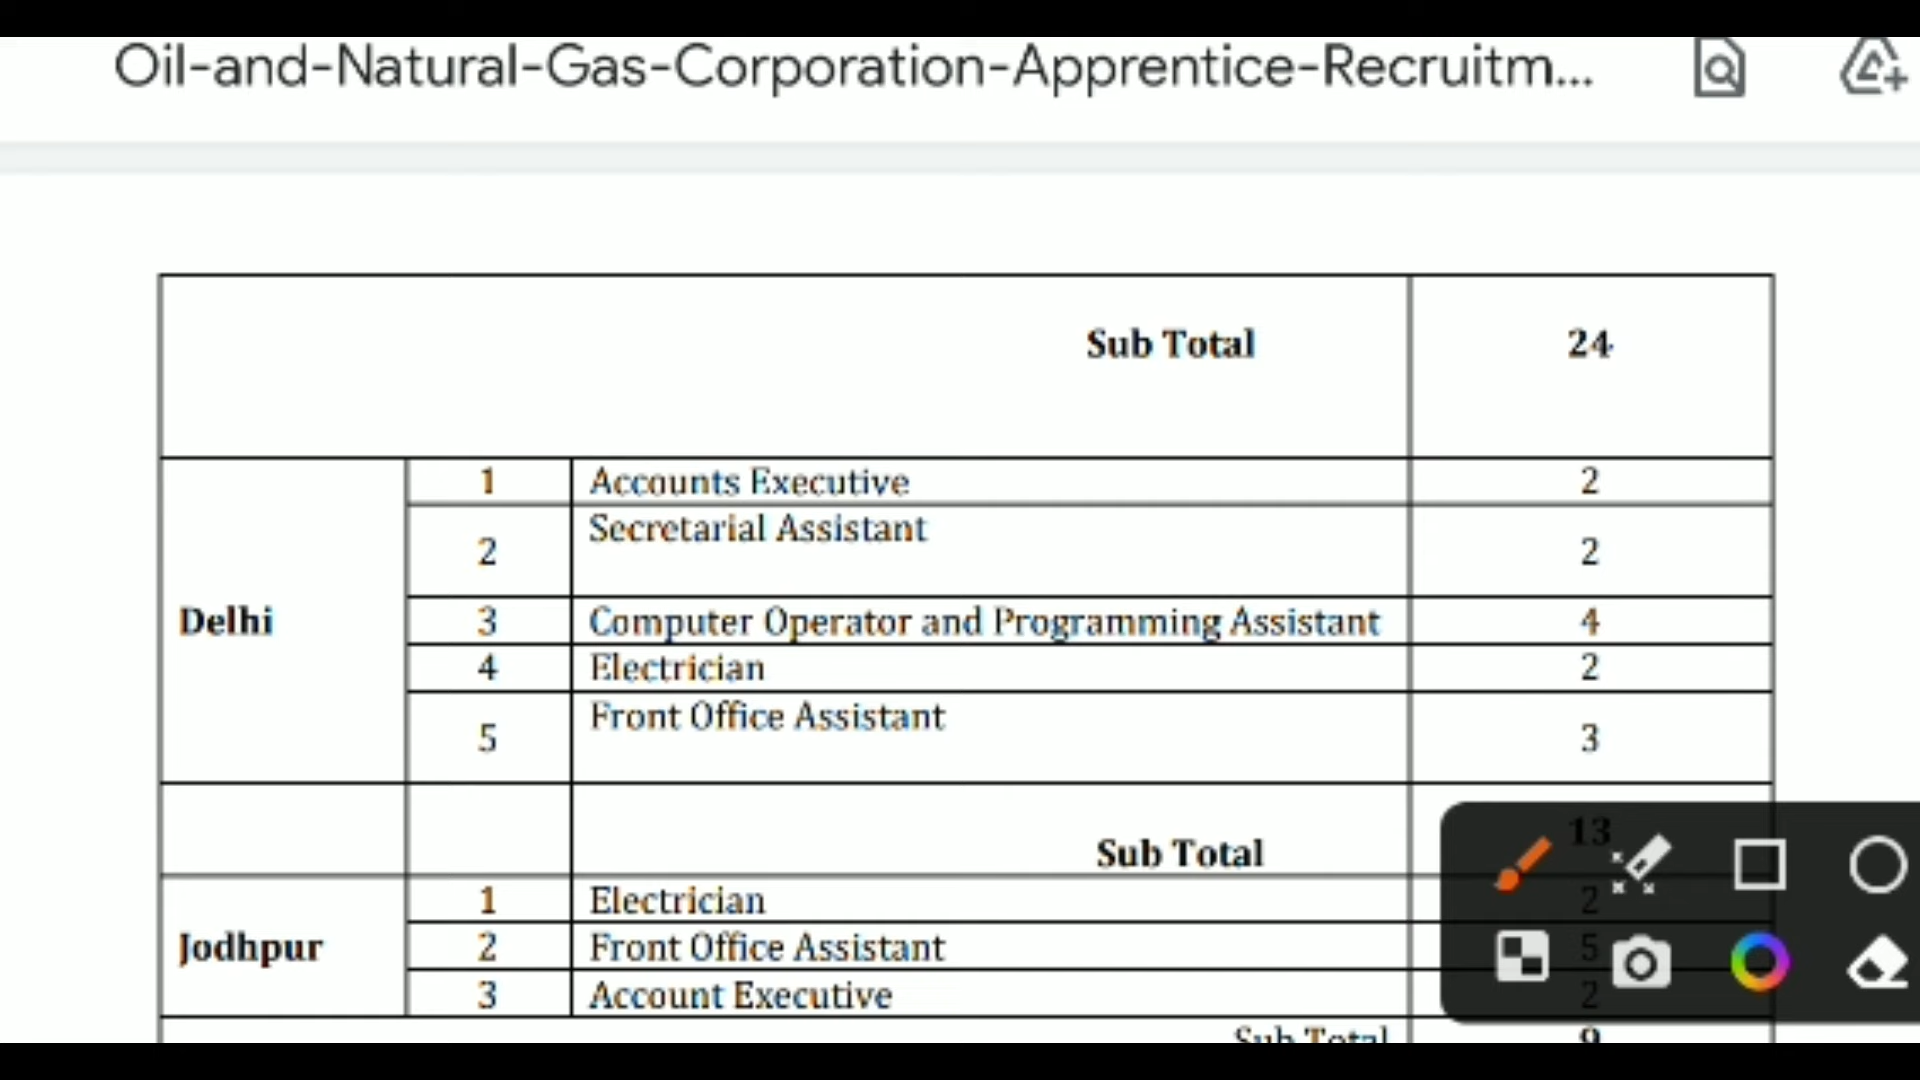 Oil-and-Natural-Gas-Corporation-Apprentice-Recruitm...
Sub Total 24
Delhi
1 Accounts Executive 2
2 Secretarial Assistant 2
3 Computer Operator and Programming Assistant 4
4 Electrician 2
5 Front Office Assistant 3
Sub Total 13
Jodhpur
1 Electrician 2
2 Front Office Assistant 5
3 Account Executive 2
Sub Total 9